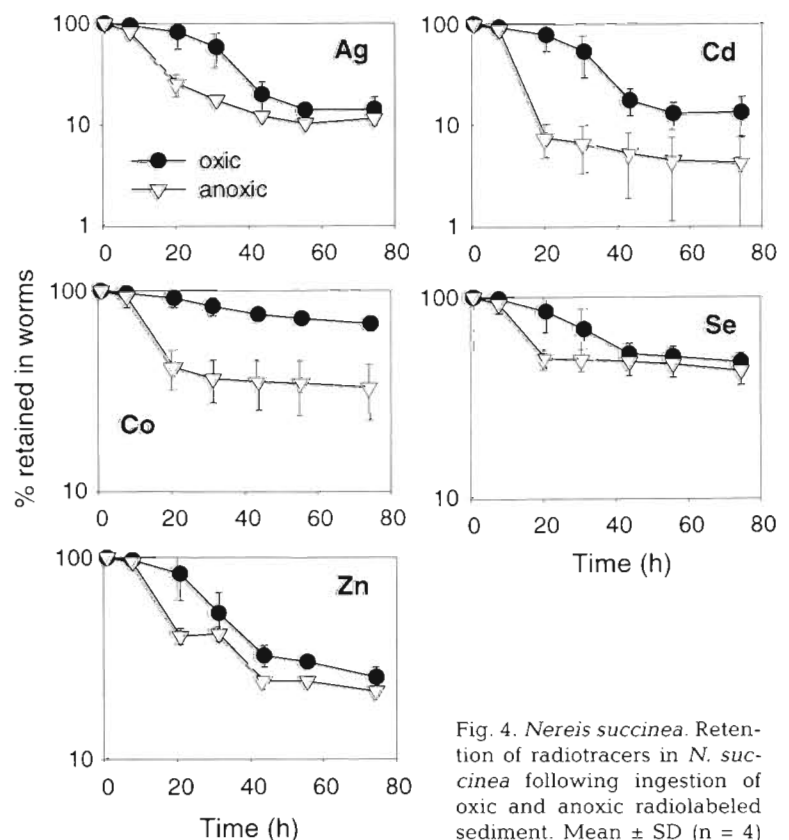 100
10
1
Ag
oxic
anoxic
0 20 40 60 80
100
10
1
Cd
0 20 40 60 80
% retained in worms
100
10
Co
0 20 40 60 80
100
10
Se
0 20 40 60 80
Time (h)
100
10
Zn
0 20 40 60 80
Time (h)
Fig. 4. Nereis succinea. Reten-
tion of radiotracers in N. suc-
cinea following ingestion of
oxic and anoxic radiolabeled
sediment. Mean ± SD (n = 4)